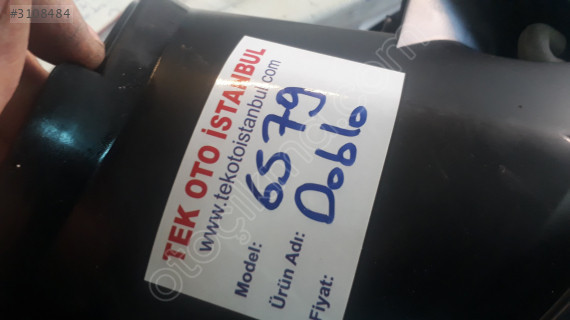 #3108484
TEK OTO İSTANBUL
www.tekotoistanbul.com
Model: 6579
Ürün Adı: Doblo
Fiyat: